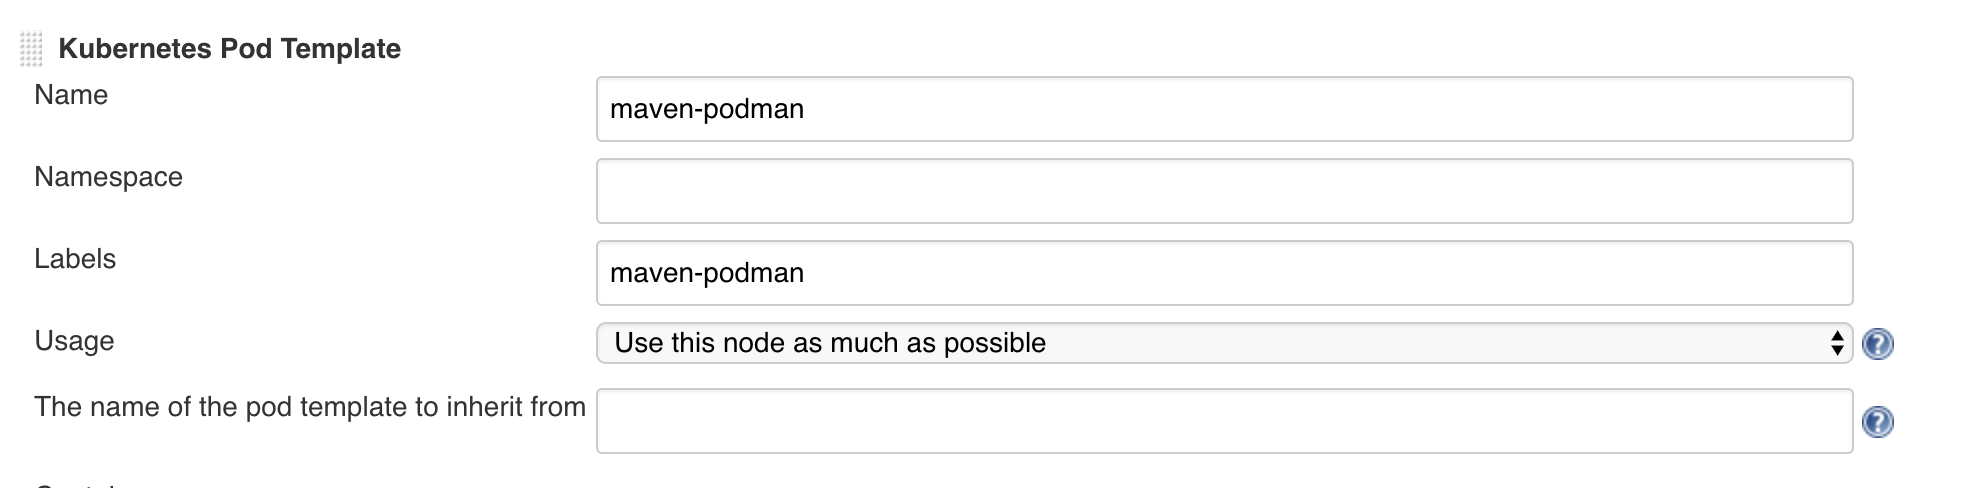 Kubernetes Pod Template
Name
maven-podman
Namespace
Labels
maven-podman
Usage
Use this node as much as possible
The name of the pod template to inherit from